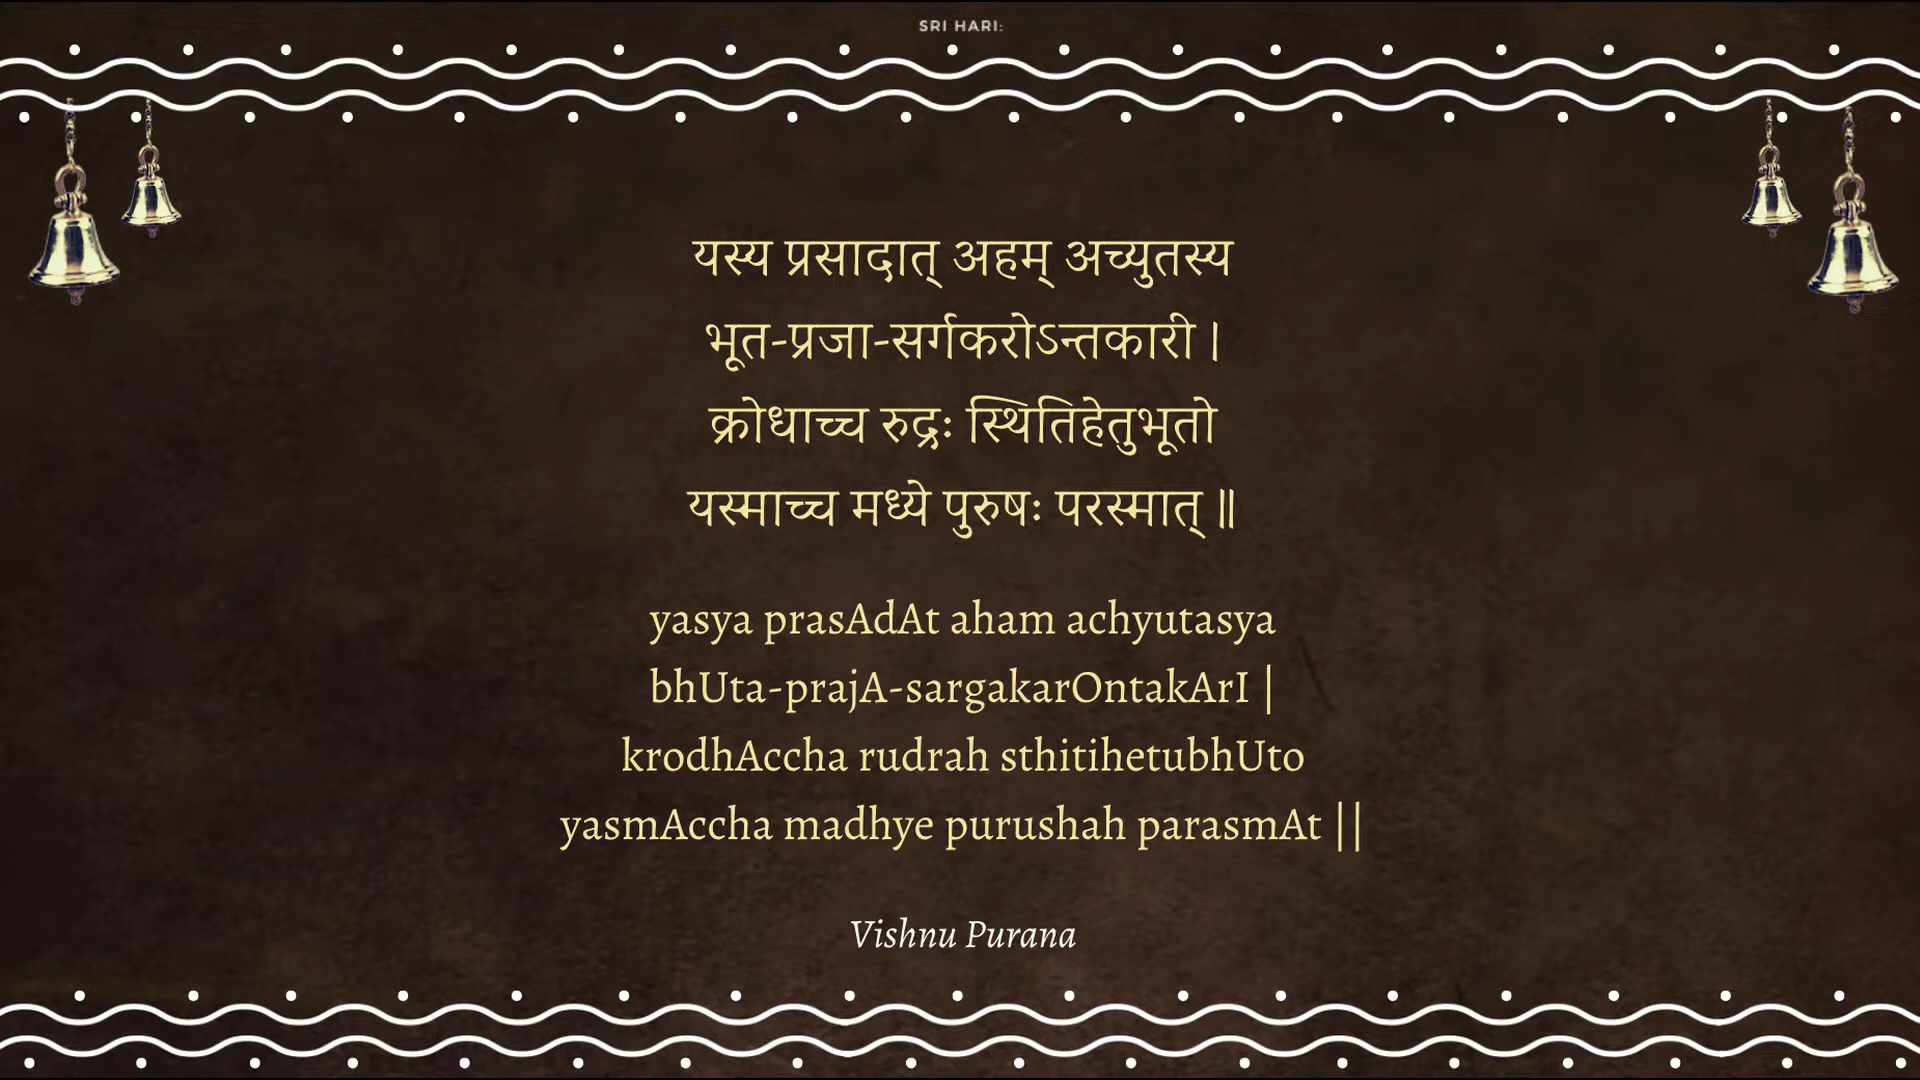 SRI HARI:
यस्य प्रसादात् अहम् अच्युतस्य
भूत-प्रजा-सर्गकरोऽन्तकारी ।
क्रोधाच्च रुद्रः स्थितिहेतुभूतो
यस्माच्च मध्ये पुरुषः परस्मात् ॥
yasya prasAdAt aham achyutasya
bhUta-prajA-sargakarOntakArI |
krodhAccha rudrah sthitihetubhUto
yasmAccha madhye purushah parasmAt ||
Vishnu Purana